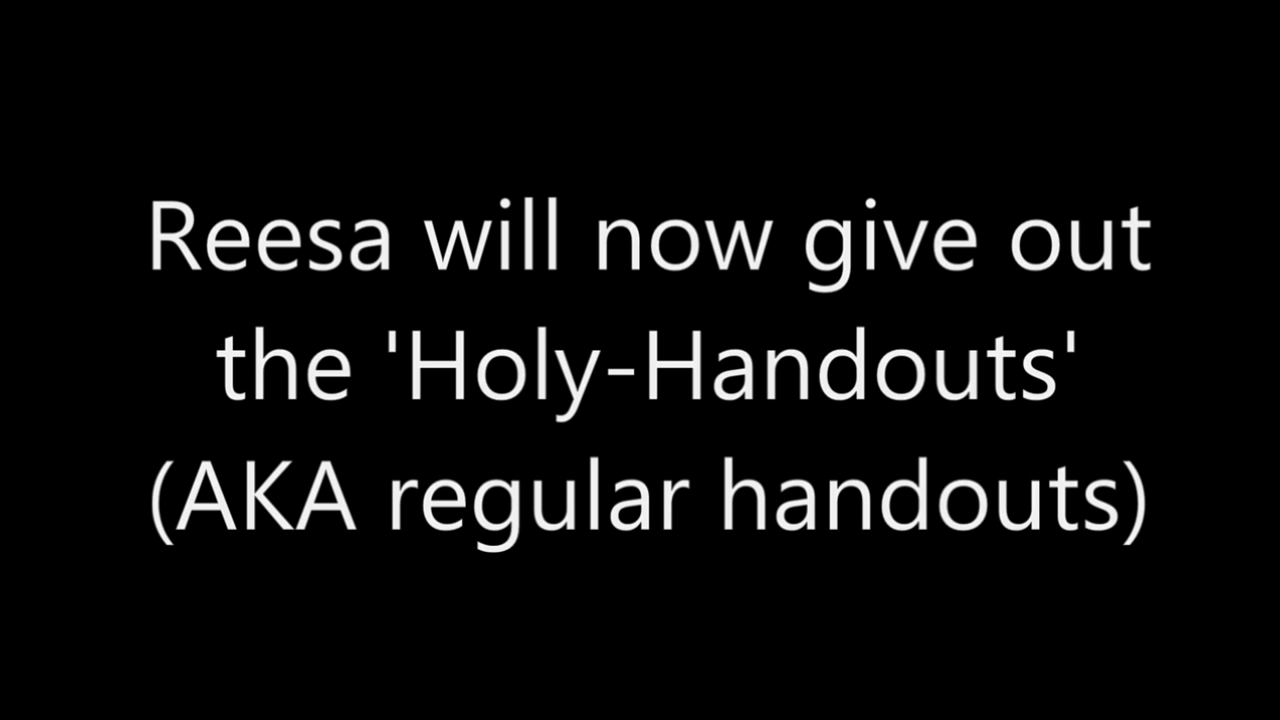 Reesa will now give out
the 'Holy-Handouts'
(AKA regular handouts)